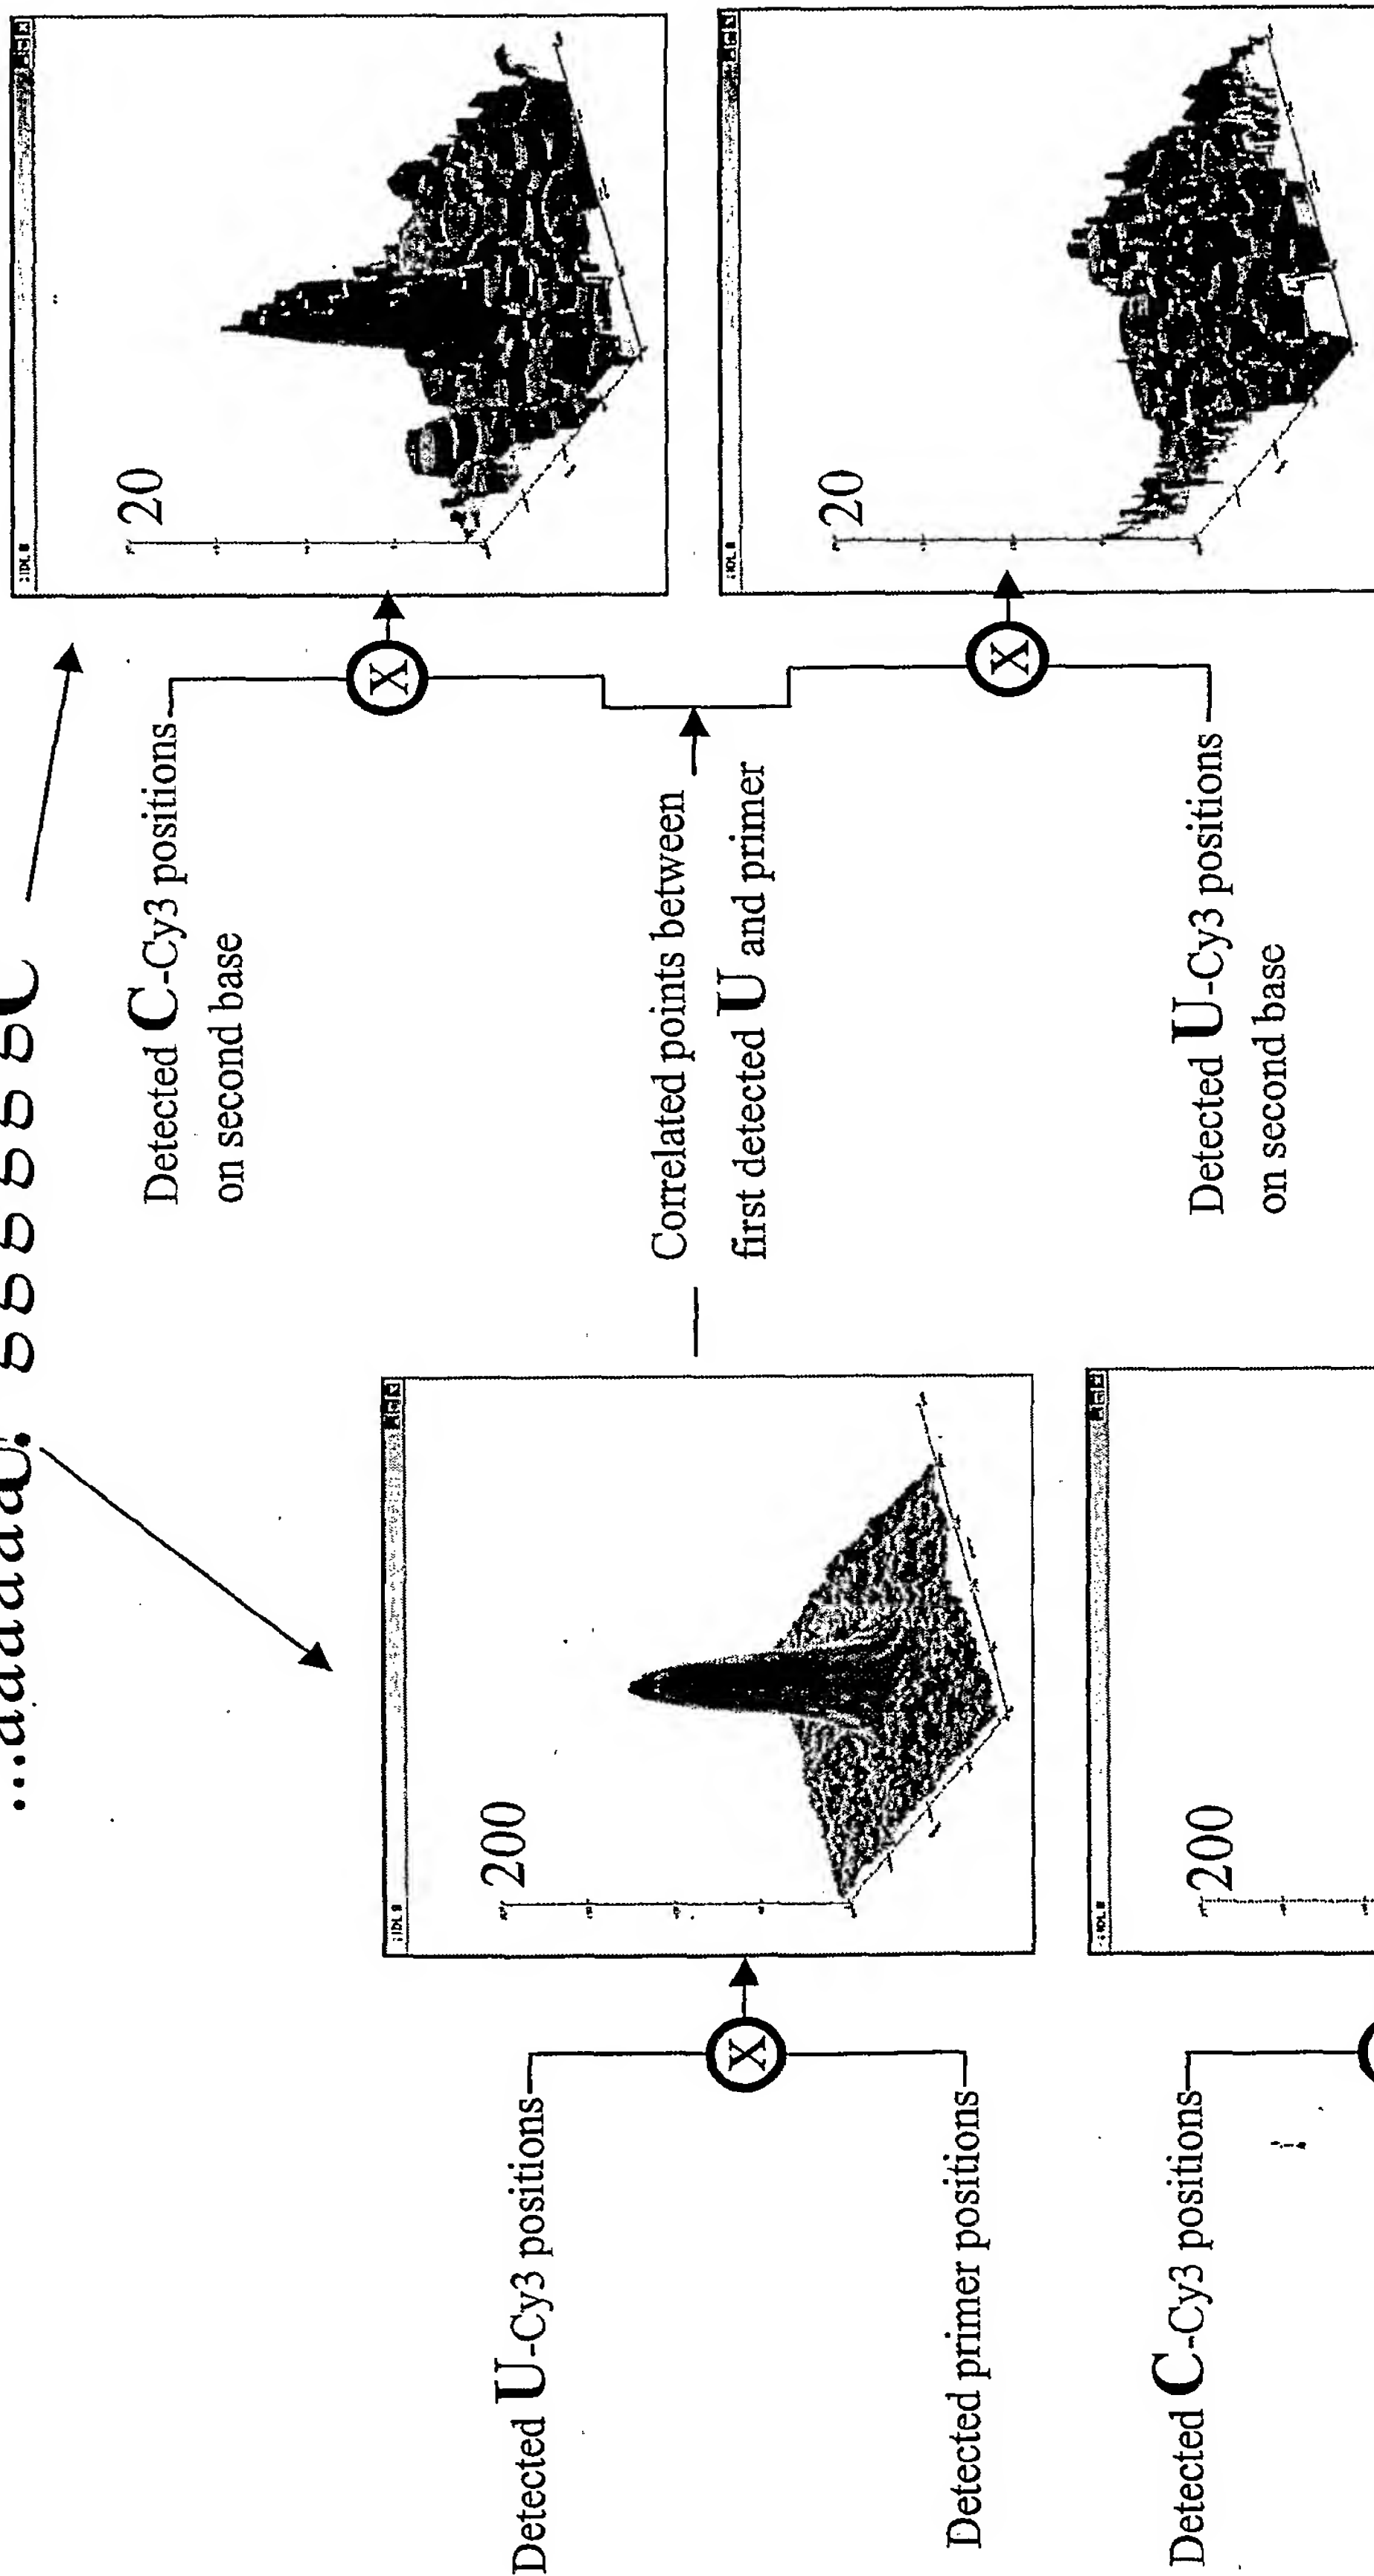 ...aaaaaU
20
Detected C-Cy3 positions
on second base
200
Detected U-Cy3 positions
X
X
Correlated points between
first detected U and primer
20
X
Detected primer positions
Detected U-Cy3 positions
on second base
X
200
Detected C-Cy3 positions